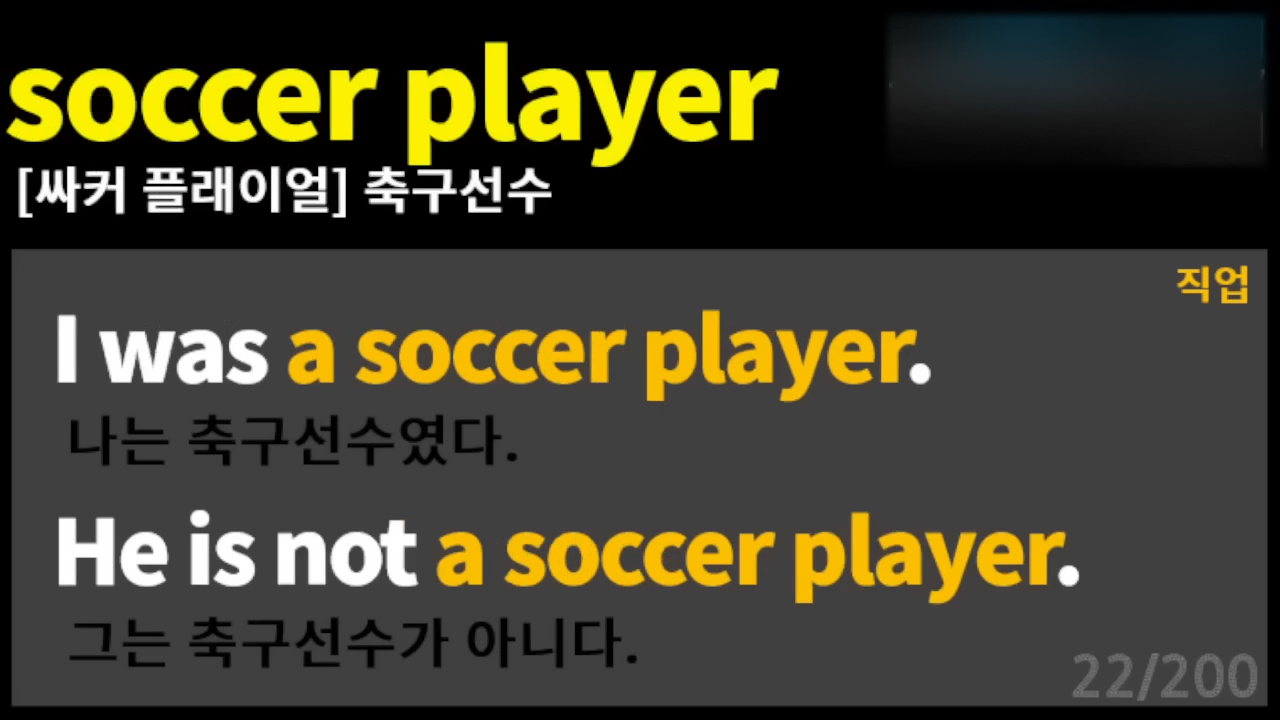 soccer player
[싸커 플래이얼] 축구선수
직업
I was a soccer player.
나는 축구선수였다.
He is not a soccer player.
그는 축구선수가 아니다.
22/200